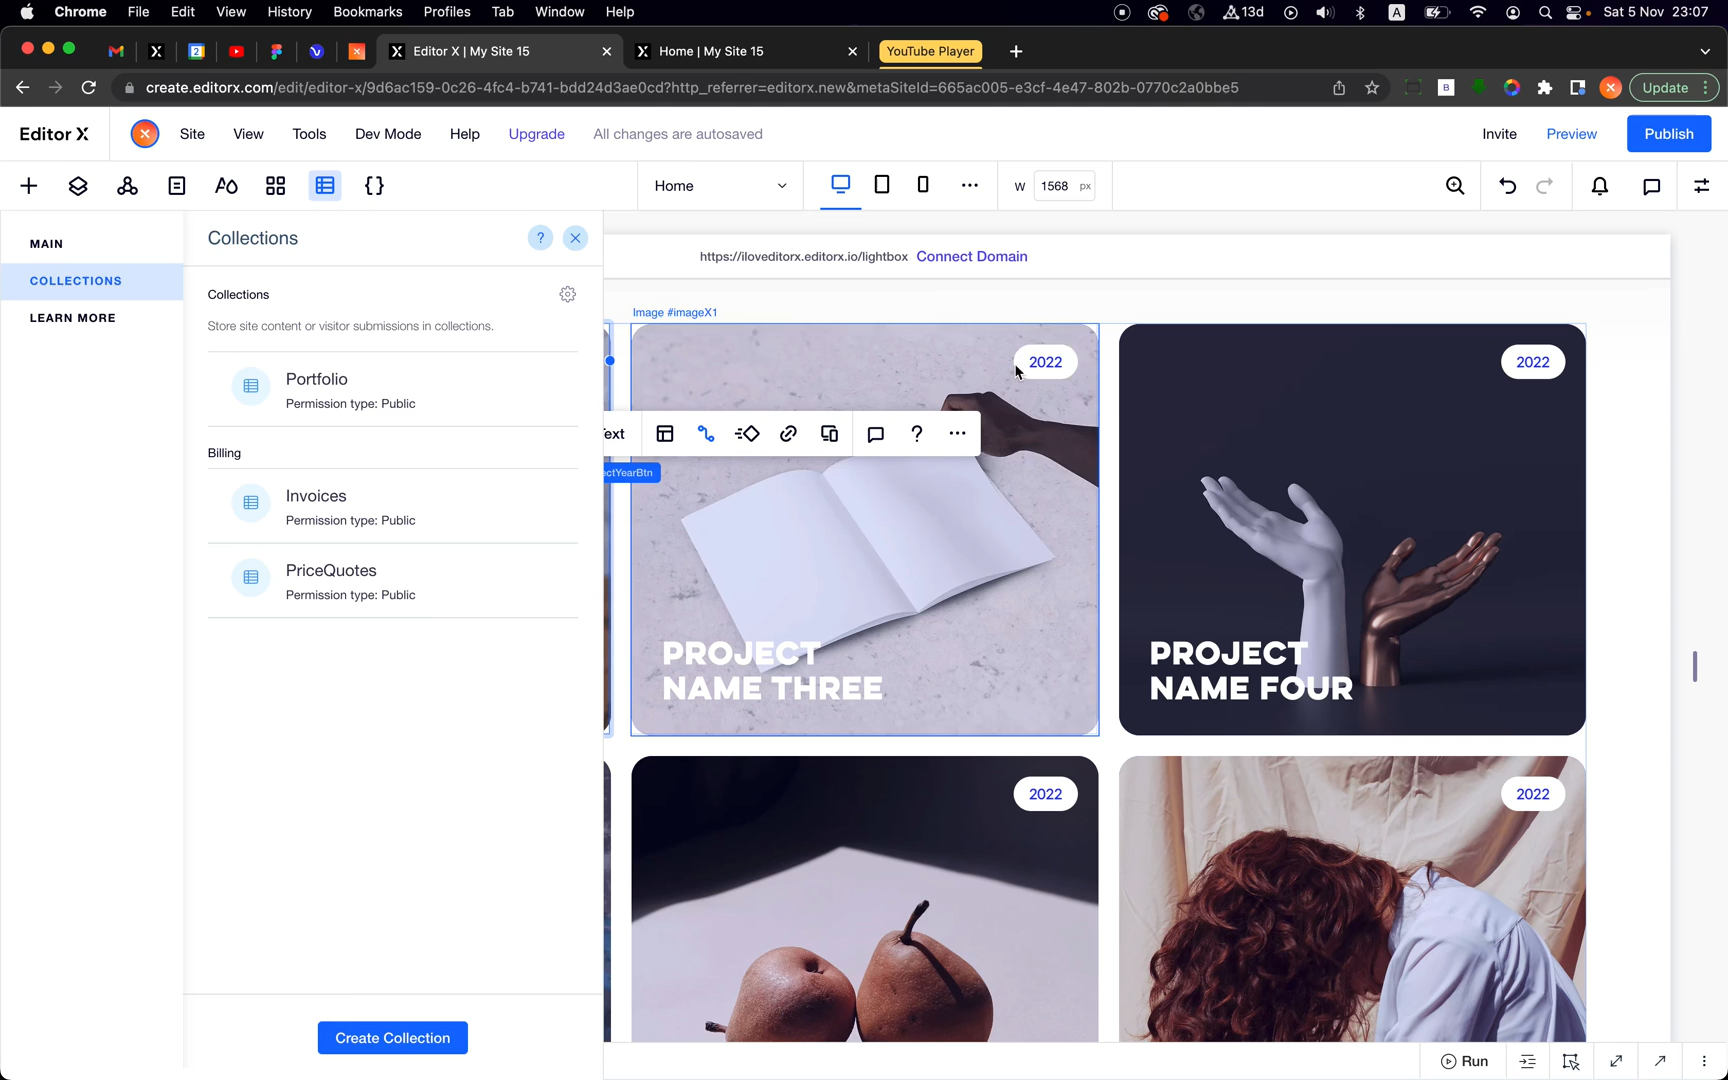 Chrome File Edit View History Bookmarks Profiles Tab Window Help
13d A Sat 5 Nov 23:07
2 Editor X | My Site 15 Home | My Site 15 YouTube Player
create.editorx.com/edit/editor-x/9d6ac159-0c26-4fc4-b741-bdd24d3ae0cd?http_referrer=editorx.new&metaSiteId=665ac005-e3cf-4e47-802b-0770c2a0bbe5
B Update
Editor X Site View Tools Dev Mode Help Upgrade All changes are autosaved Invite Preview Publish
Home W 1568 px
MAIN
COLLECTIONS
LEARN MORE
Collections
Collections
Store site content or visitor submissions in collections.
Portfolio
Permission type: Public
Billing
Invoices
Permission type: Public
PriceQuotes
Permission type: Public
Create Collection
https://iloveditorx.editorx.io/lightbox Connect Domain
Image #imageX1
2022
2022
ext
ectYearBtn
PROJECT
NAME THREE
PROJECT
NAME FOUR
2022
2022
Run